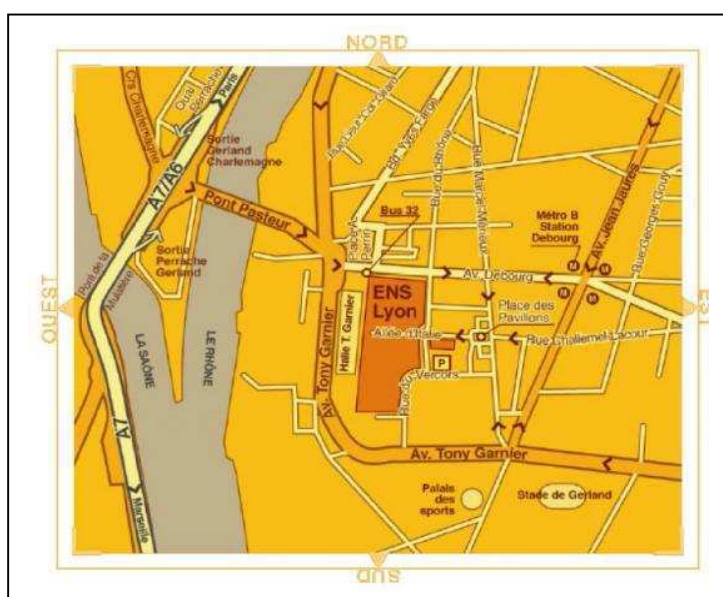 NORD
Crs Charlemagne
Quai
Perrache
Paris
Sortie
Gerland
Charlemagne
A7/A6
Pont Pasteur
Bd. Yves Farge
Rue du Rhône
Rue Marcel Mérieux
Place A.
Perrin
Bus 32
Métro B
Station
Debourg
Av. Jean Jaurès
Rue Georges Gouy
Pont de la
Mulatière
Sortie
Perrache
Gerland
Av. Debourg
M
M
M
M
OUEST
EST
ENS
Lyon
Place des
Pavillons
LA SAÔNE
LE RHÔNE
Halle T. Garnier
Allée d'Italie
Rue Challemel Lacour
P
Rue du Vercors
Av. Tony Garnier
A7
Av. Tony Garnier
Palais
des
sports
Stade de Gerland
Marseille
SUD